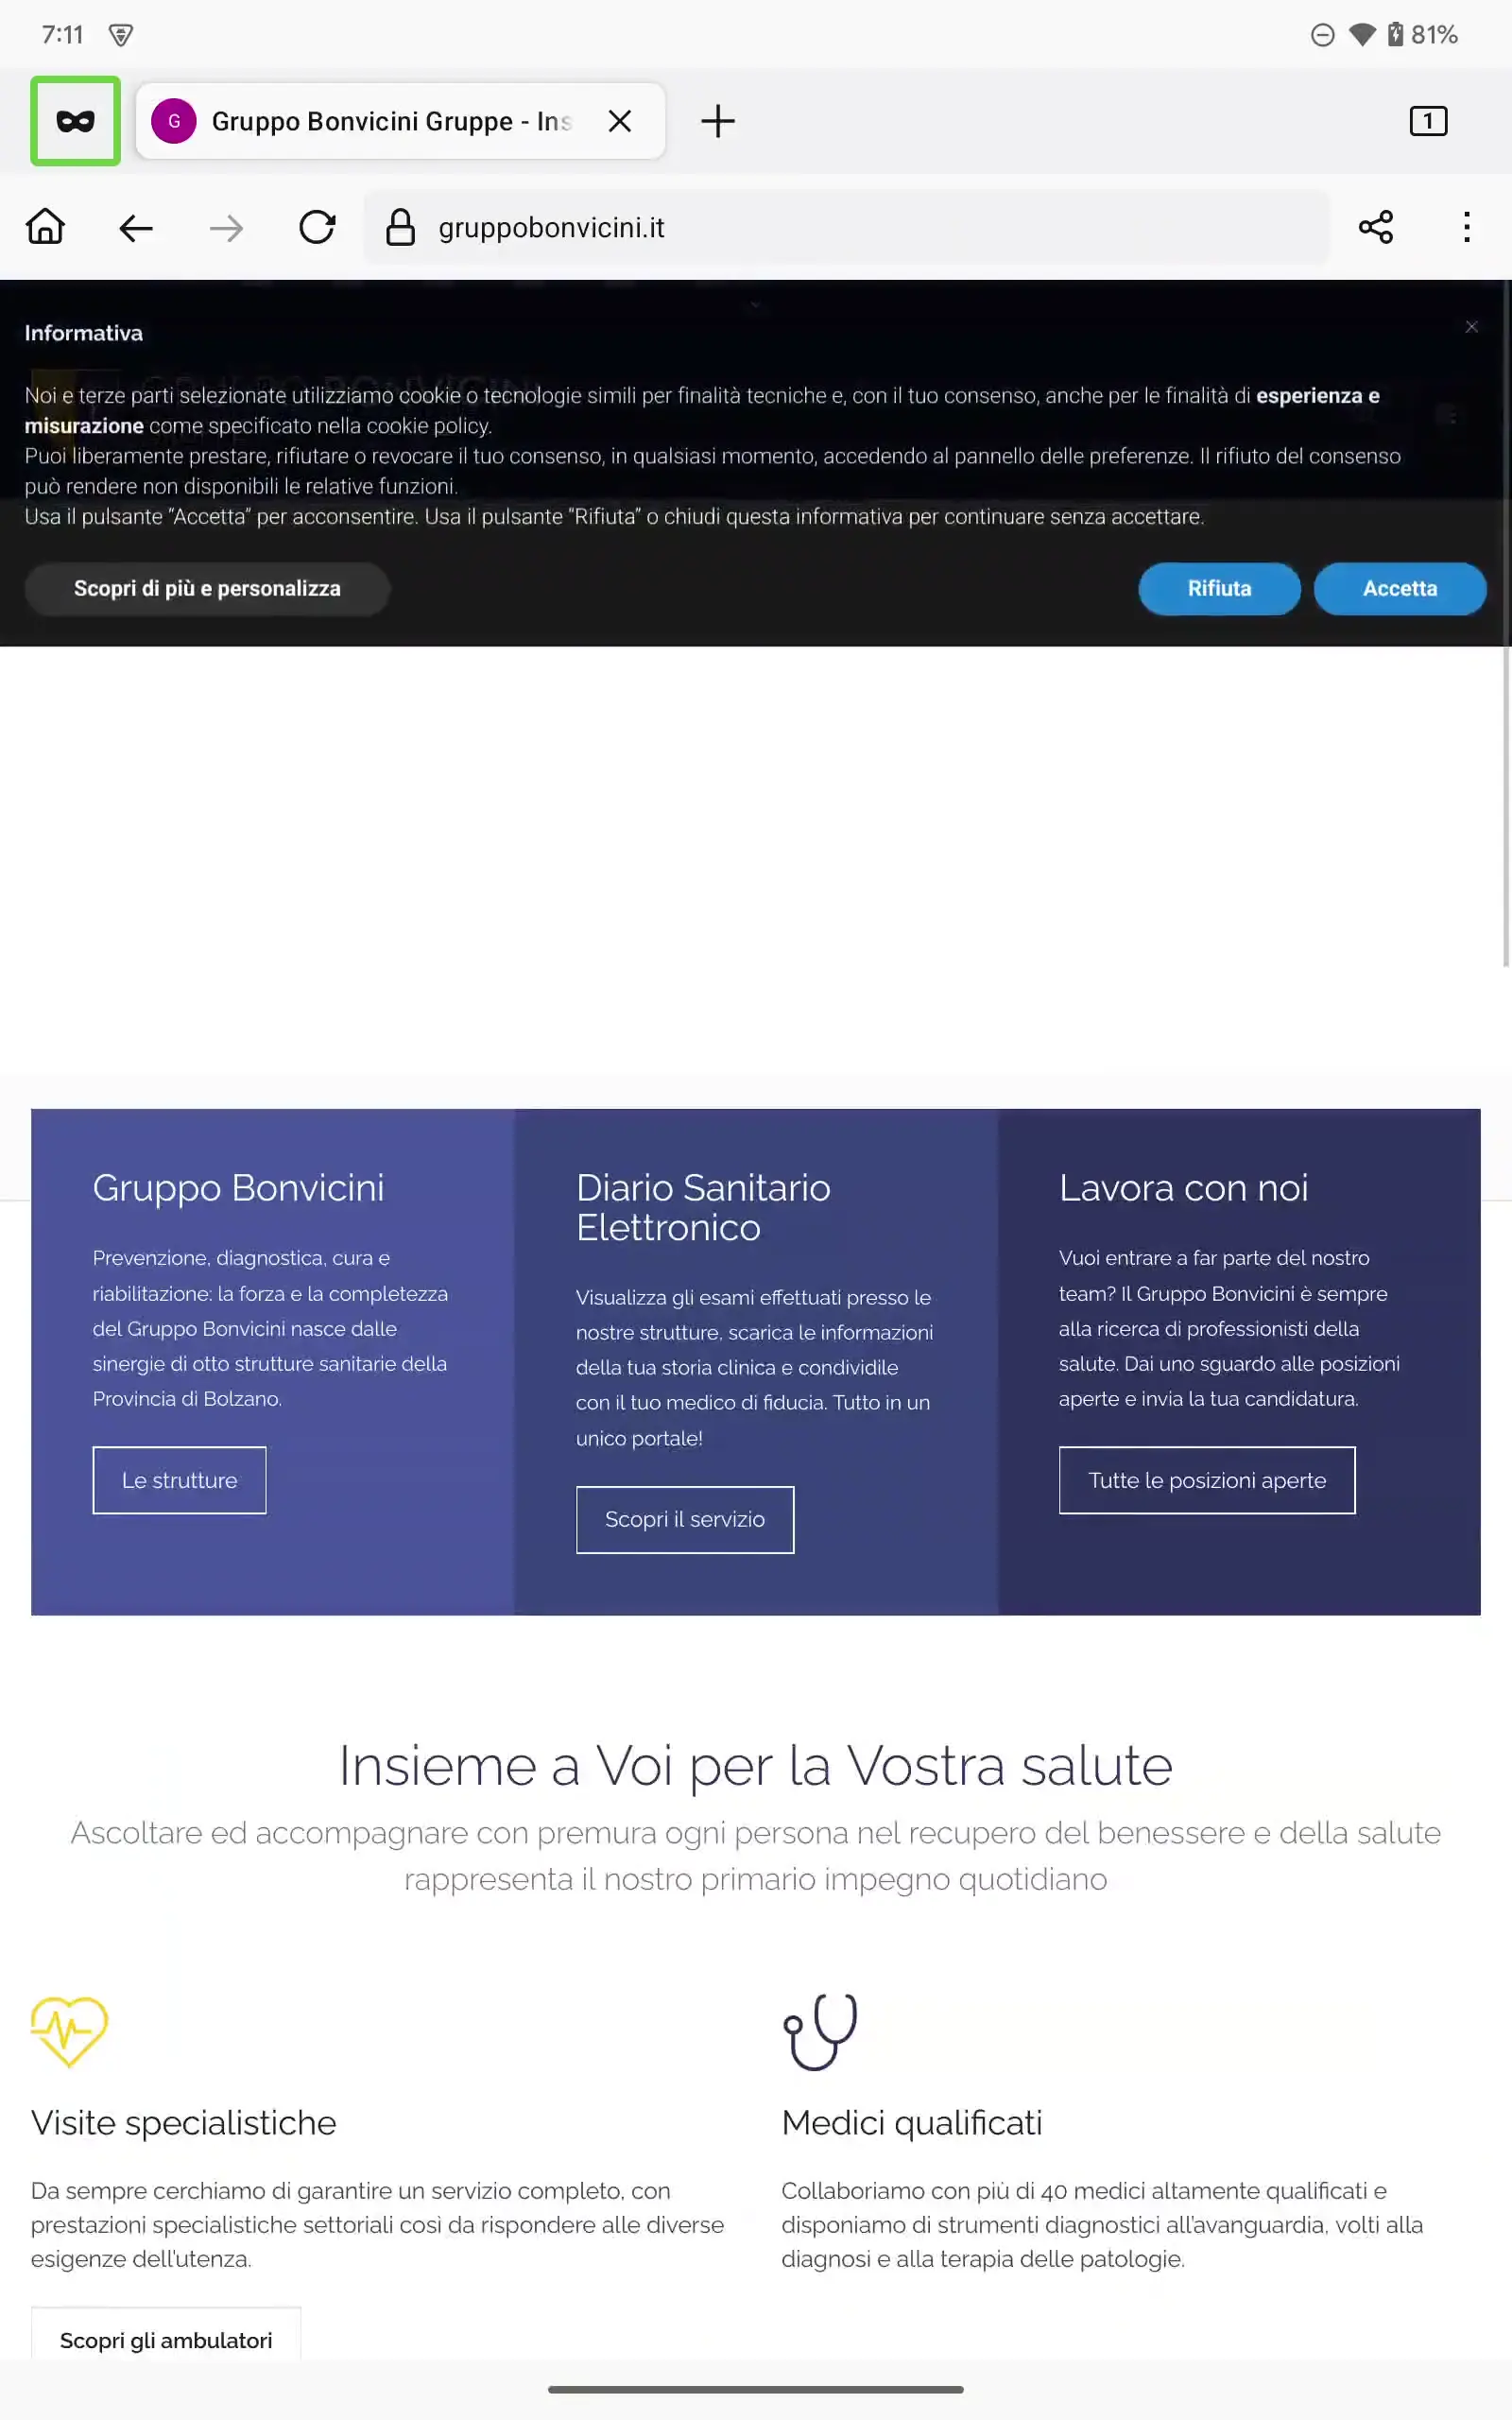 7:11
81%
G Gruppo Bonvicini Gruppe - Ins
1
gruppobonvicini.it
Informativa
Noi e terze parti selezionate utilizziamo cookie o tecnologie simili per finalità tecniche e, con il tuo consenso, anche per le finalità di esperienza e
misurazione come specificato nella cookie policy.
Puoi liberamente prestare, rifiutare o revocare il tuo consenso, in qualsiasi momento, accedendo al pannello delle preferenze. Il rifiuto del consenso
può rendere non disponibili le relative funzioni.
Usa il pulsante “Accetta” per acconsentire. Usa il pulsante “Rifiuta” o chiudi questa informativa per continuare senza accettare.
Scopri di più e personalizza
Rifiuta
Accetta
Gruppo Bonvicini
Prevenzione, diagnostica, cura e
riabilitazione: la forza e la completezza
del Gruppo Bonvicini nasce dalle
sinergie di otto strutture sanitarie della
Provincia di Bolzano.
Le strutture
Diario Sanitario
Elettronico
Visualizza gli esami effettuati presso le
nostre strutture, scarica le informazioni
della tua storia clinica e condividile
con il tuo medico di fiducia. Tutto in un
unico portale!
Scopri il servizio
Lavora con noi
Vuoi entrare a far parte del nostro
team? Il Gruppo Bonvicini è sempre
alla ricerca di professionisti della
salute. Dai uno sguardo alle posizioni
aperte e invia la tua candidatura.
Tutte le posizioni aperte
Insieme a Voi per la Vostra salute
Ascoltare ed accompagnare con premura ogni persona nel recupero del benessere e della salute
rappresenta il nostro primario impegno quotidiano
Visite specialistiche
Da sempre cerchiamo di garantire un servizio completo, con
prestazioni specialistiche settoriali così da rispondere alle diverse
esigenze dell'utenza.
Scopri gli ambulatori
Medici qualificati
Collaboriamo con più di 40 medici altamente qualificati e
disponiamo di strumenti diagnostici all'avanguardia, volti alla
diagnosi e alla terapia delle patologie.